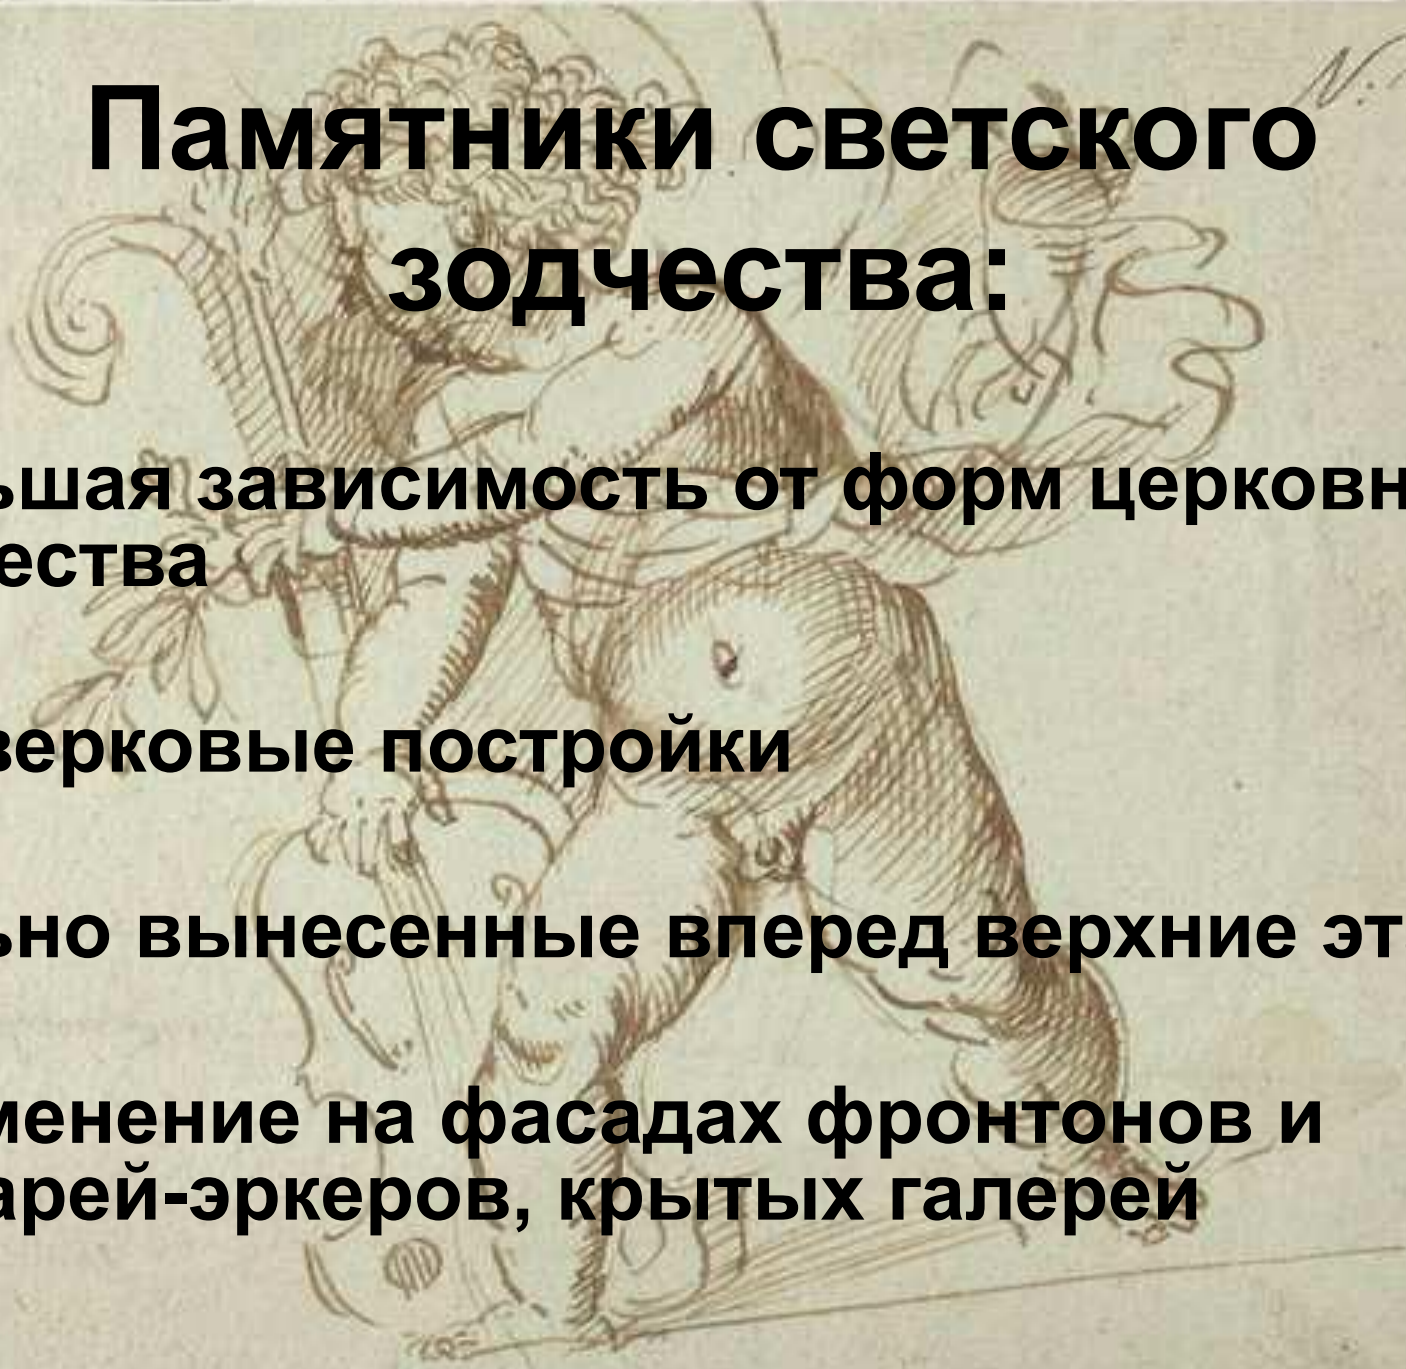 Памятники светского
зодчества:
ьшая зависимость от форм церковн
ества
верковые постройки
ьно вынесенные вперед верхние эт
менение на фасадах фронтонов и
арей-эркеров, крытых галерей